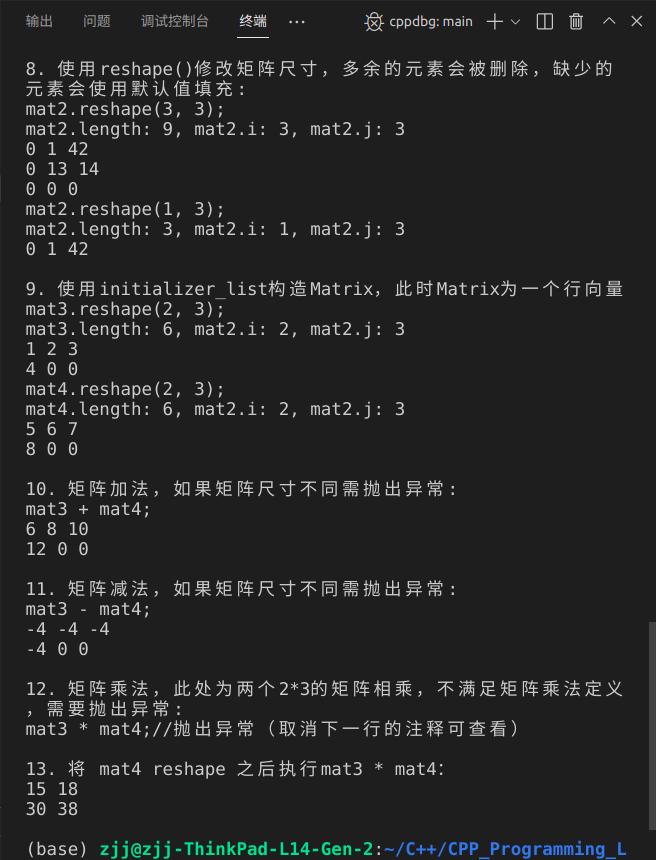 输出 问题 调试控制台 终端 ··· cppdbg: main
8. 使用reshape()修改矩阵尺寸，多余的元素会被删除，缺少的
元素会使用默认值填充:
mat2.reshape(3, 3);
mat2.length: 9, mat2.i: 3, mat2.j: 3
0 1 42
0 13 14
0 0 0
mat2.reshape(1, 3);
mat2.length: 3, mat2.i: 1, mat2.j: 3
0 1 42
9. 使用initializer_list构造Matrix，此时Matrix为一个行向量
mat3.reshape(2, 3);
mat3.length: 6, mat2.i: 2, mat2.j: 3
1 2 3
4 0 0
mat4.reshape(2, 3);
mat4.length: 6, mat2.i: 2, mat2.j: 3
5 6 7
8 0 0
10. 矩阵加法，如果矩阵尺寸不同需抛出异常:
mat3 + mat4;
6 8 10
12 0 0
11. 矩阵减法，如果矩阵尺寸不同需抛出异常:
mat3 - mat4;
-4 -4 -4
-4 0 0
12. 矩阵乘法，此处为两个2*3的矩阵相乘，不满足矩阵乘法定义
，需要抛出异常:
mat3 * mat4;//抛出异常（取消下一行的注释可查看）
13. 将 mat4 reshape 之后执行mat3 * mat4:
15 18
30 38
(base) zjj@zjj-ThinkPad-L14-Gen-2:~/C++/CPP_Programming_L